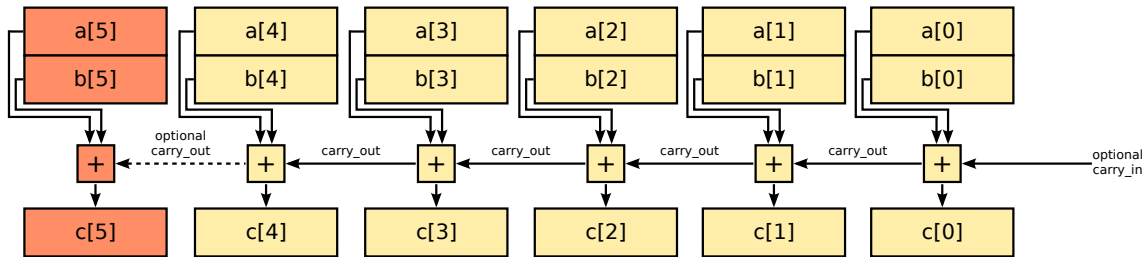 a[5] a[4] a[3] a[2] a[1] a[0]
b[5] b[4] b[3] b[2] b[1] b[0]
optional
carry_out carry_out carry_out carry_out carry_out
+ + + + + +
optional
carry_in
c[5] c[4] c[3] c[2] c[1] c[0]